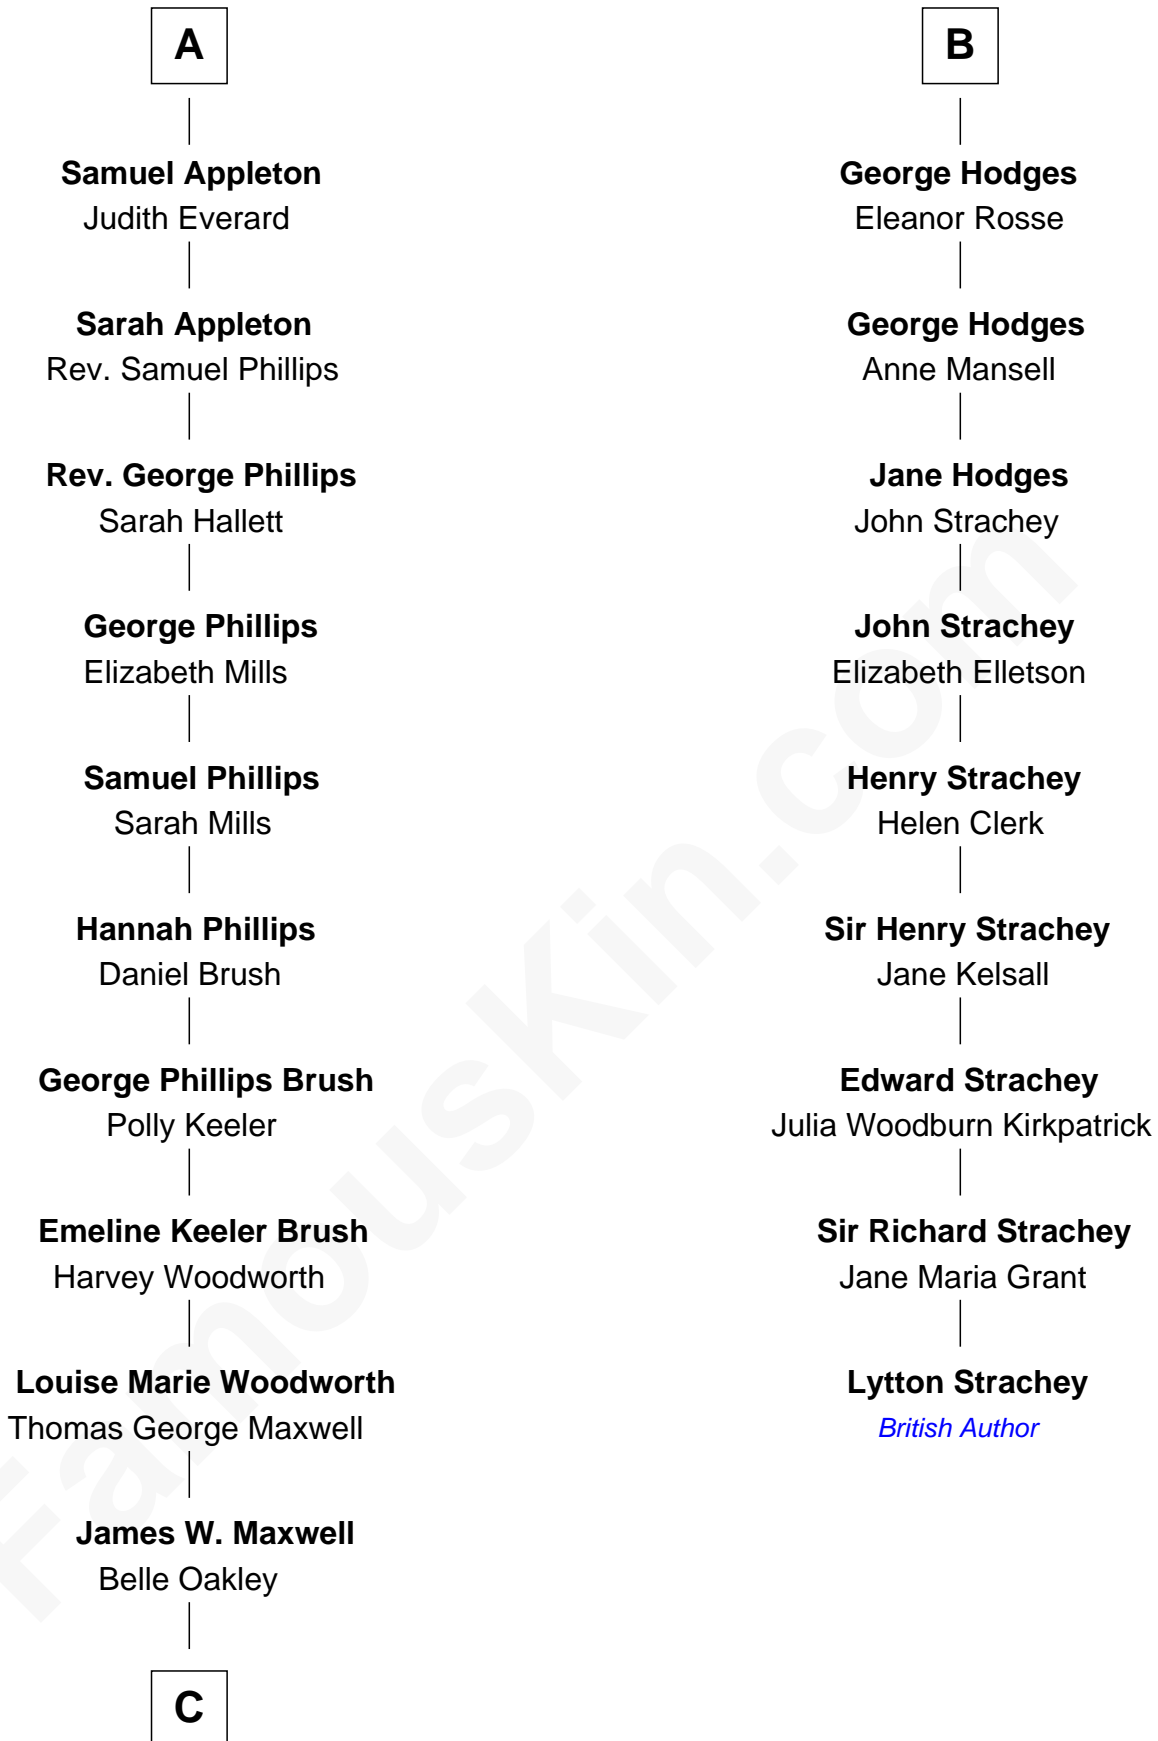 A
Samuel Appleton
Judith Everard
Sarah Appleton
Rev. Samuel Phillips
Rev. George Phillips
Sarah Hallett
George Phillips
Elizabeth Mills
Samuel Phillips
Sarah Mills
Hannah Phillips
Daniel Brush
George Phillips Brush
Polly Keeler
Emeline Keeler Brush
Harvey Woodworth
Louise Marie Woodworth
Thomas George Maxwell
James W. Maxwell
Belle Oakley
C
B
George Hodges
Eleanor Rosse
George Hodges
Anne Mansell
Jane Hodges
John Strachey
John Strachey
Elizabeth Elletson
Henry Strachey
Helen Clerk
Sir Henry Strachey
Jane Kelsall
Edward Strachey
Julia Woodburn Kirkpatrick
Sir Richard Strachey
Jane Maria Grant
Lytton Strachey
British Author
FamousKin.com